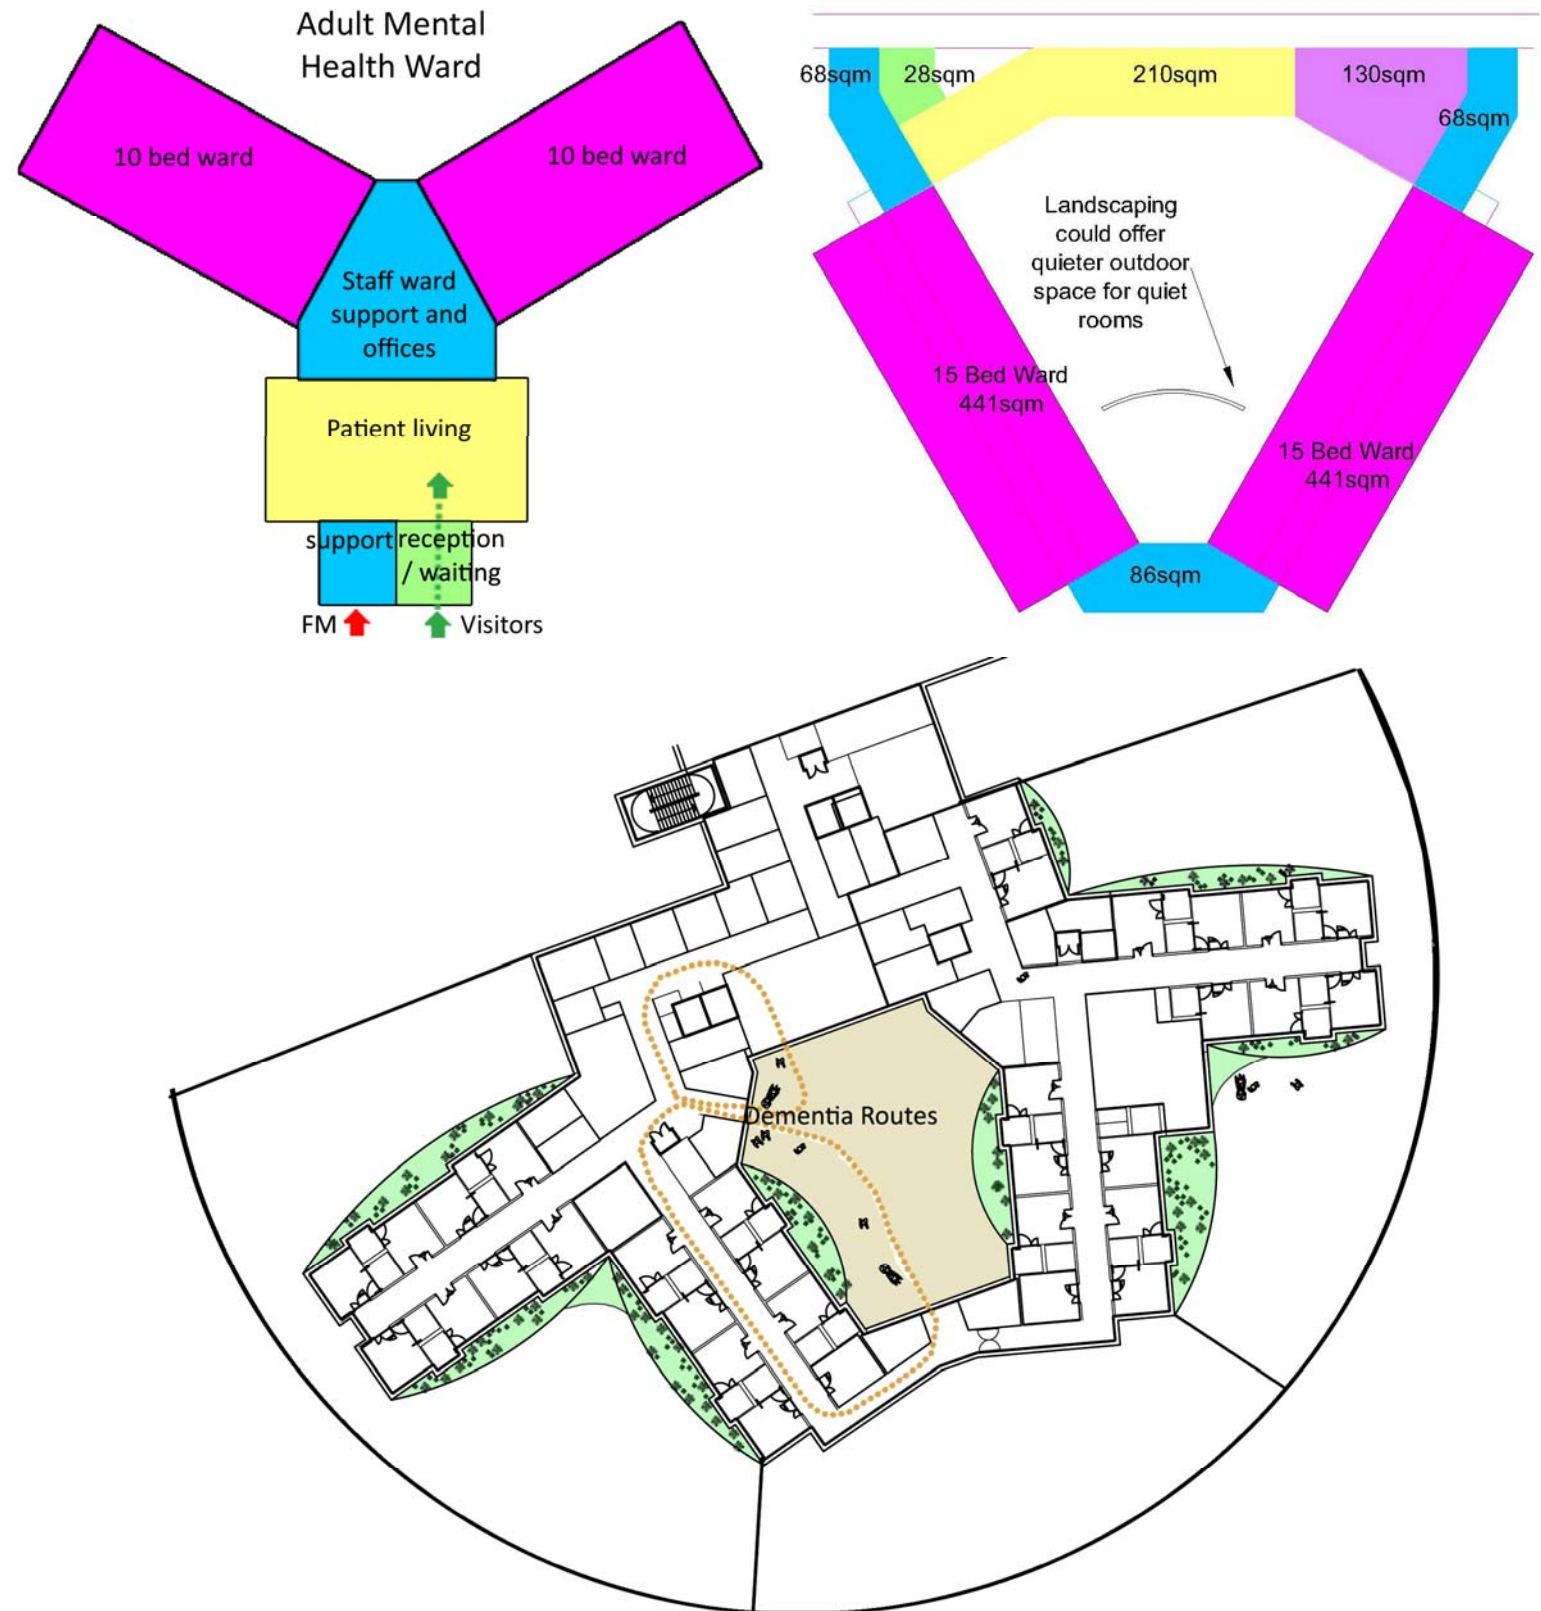 Adult Mental
Health Ward
10 bed ward
10 bed ward
Staff ward
support and
offices
Patient living
support
reception
/ waiting
FM
Visitors
68sqm
28sqm
210sqm
130sqm
68sqm
Landscaping
could offer
quieter outdoor
space for quiet
rooms
15 Bed Ward
441sqm
15 Bed Ward
441sqm
86sqm
Dementia Routes